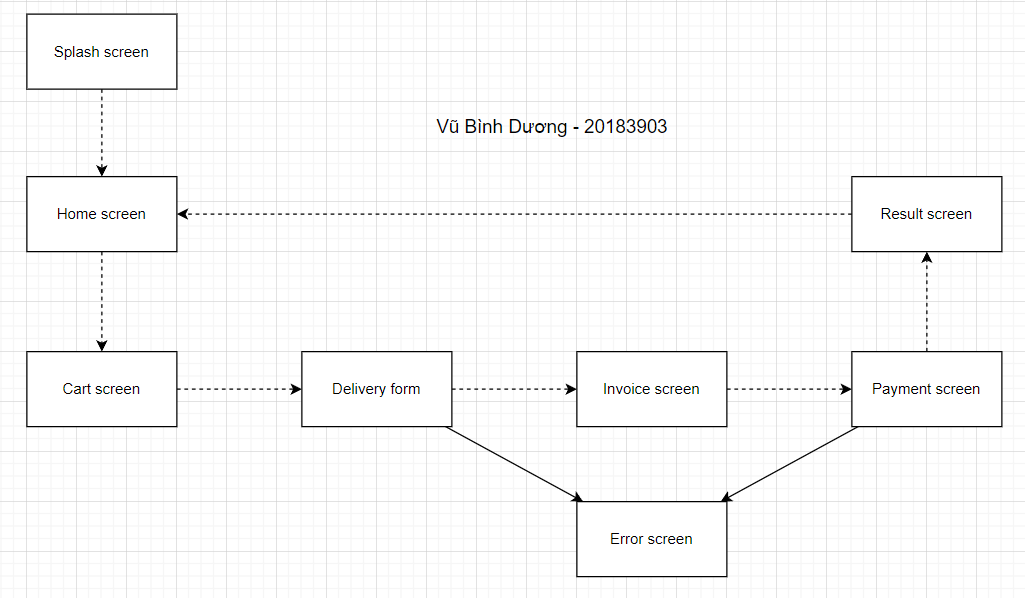 Splash screen
Vũ Bình Dương - 20183903
Home screen
Result screen
Cart screen
Delivery form
Invoice screen
Payment screen
Error screen